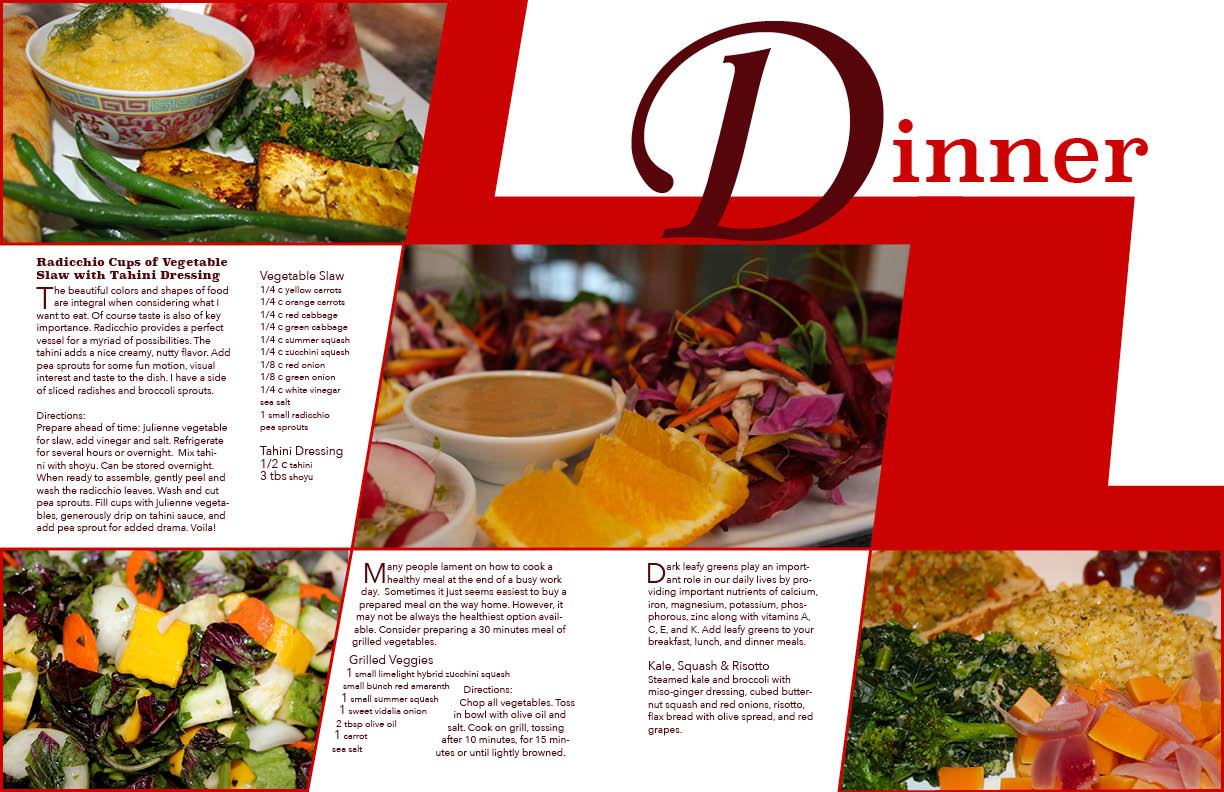 Dinner
Radicchio Cups of Vegetable
Slaw with Tahini Dressing
The beautiful colors and shapes of food
are integral when considering what I
want to eat. Of course taste is also of key
importance. Radicchio provides a perfect
vessel for a myriad of possibilities. The
tahini adds a nice creamy, nutty flavor. Add
pea sprouts for some fun motion, visual
interest and taste to the dish. I have a side
of sliced radishes and broccoli sprouts.
Directions:
Prepare ahead of time: Julienne vegetable
for slaw, add vinegar and salt. Refrigerate
for several hours or overnight.  Mix tahi-
ni with shoyu. Can be stored overnight.
When ready to assemble, gently peel and
wash the radicchio leaves. Wash and cut
pea sprouts. Fill cups with Julienne vegeta-
bles, generously drip on tahini sauce, and
add pea sprout for added drama. Voila!
Vegetable Slaw
1/4 c yellow carrots
1/4 c orange carrots
1/4 c red cabbage
1/4 c green cabbage
1/4 c summer squash
1/4 c zucchini squash
1/8 c red onion
1/8 c green onion
1/4 c white vinegar
sea salt
1 small radicchio
pea sprouts
Tahini Dressing
1/2 c tahini
3 tbs shoyu
Many people lament on how to cook a
healthy meal at the end of a busy work
day.  Sometimes it just seems easiest to buy a
prepared meal on the way home. However, it
may not be always the healthiest option avail-
able. Consider preparing a 30 minutes meal of
grilled vegetables.
Grilled Veggies
1 small limelight hybrid zucchini squash
small bunch red amaranth
1 small summer squash
1 sweet vidalia onion
2 tbsp olive oil
1 carrot
sea salt
Directions:
Chop all vegetables. Toss
in bowl with olive oil and
salt. Cook on grill, tossing
after 10 minutes, for 15 min-
utes or until lightly browned.
Dark leafy greens play an import-
ant role in our daily lives by pro-
viding important nutrients of calcium,
iron, magnesium, potassium, phos-
phorous, zinc along with vitamins A,
C, E, and K. Add leafy greens to your
breakfast, lunch, and dinner meals.
Kale, Squash & Risotto
Steamed kale and broccoli with
miso-ginger dressing, cubed butter-
nut squash and red onions, risotto,
flax bread with olive spread, and red
grapes.